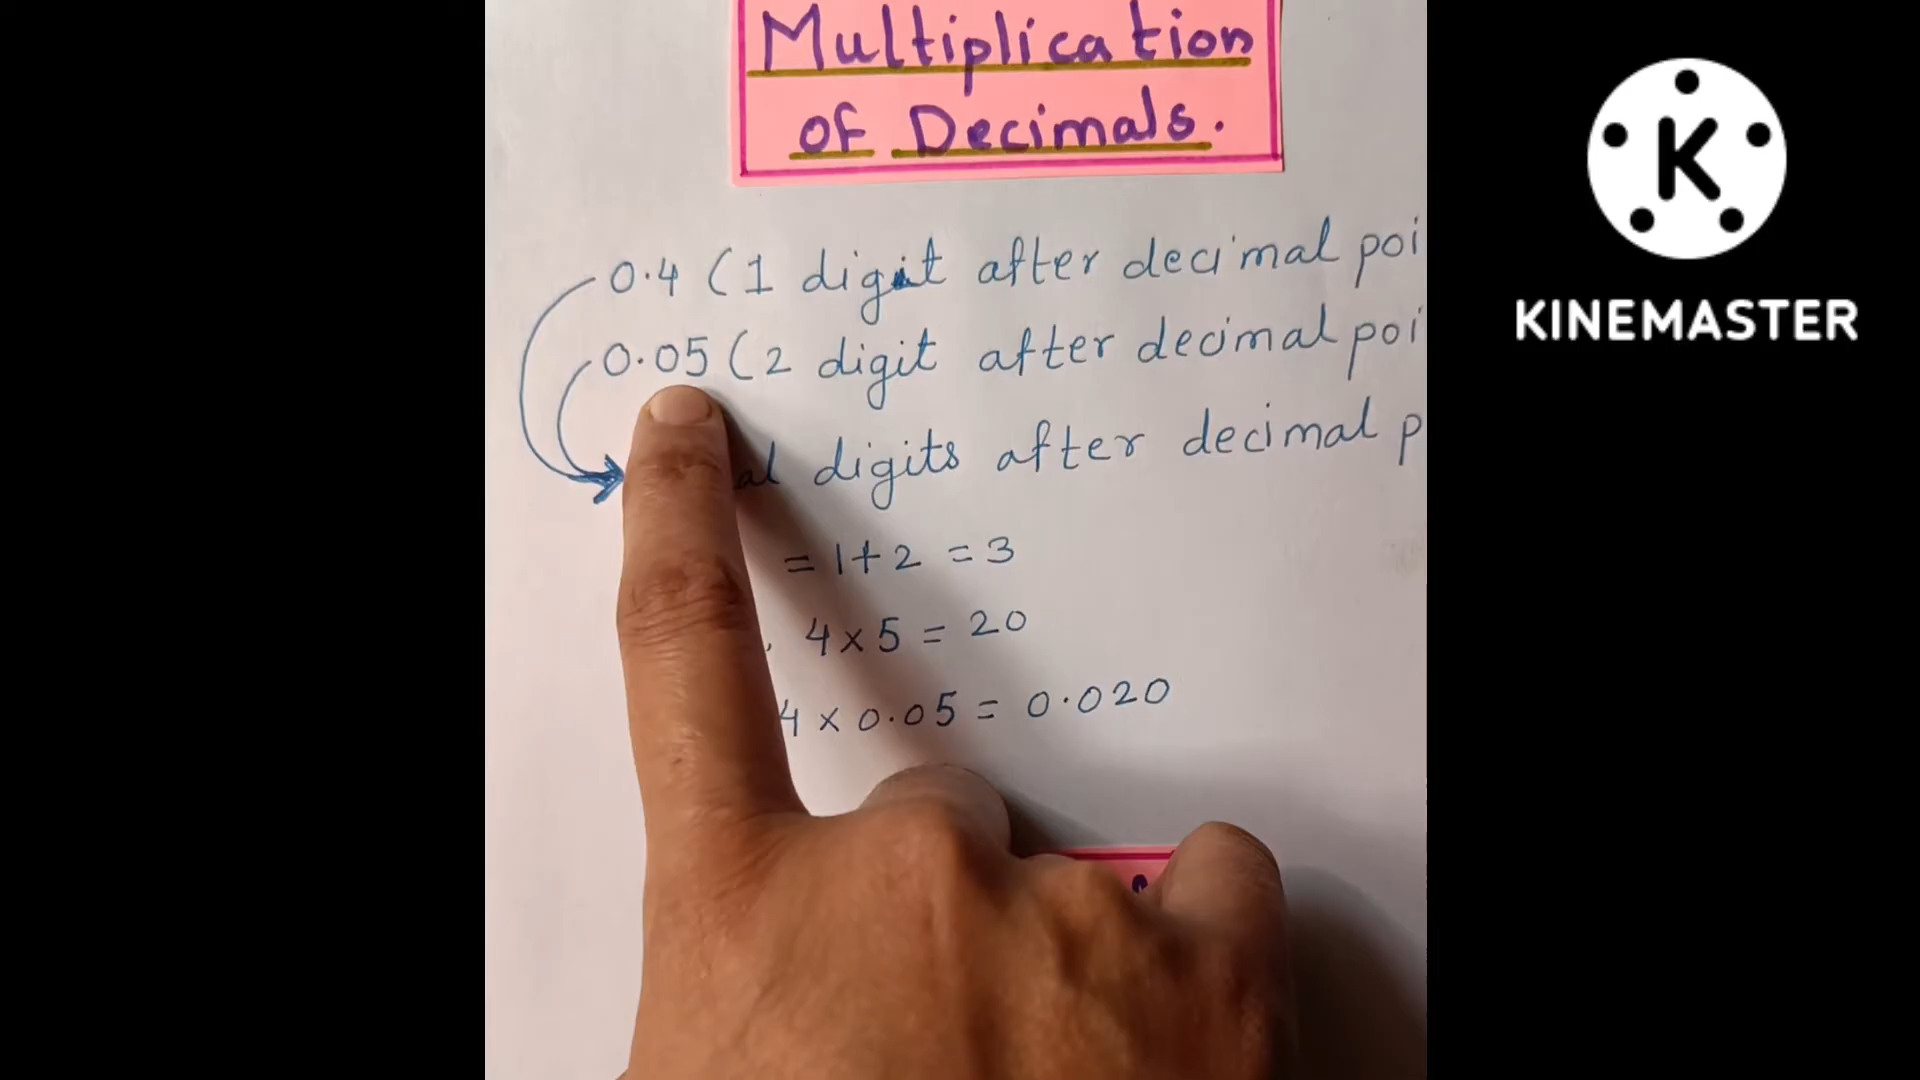 Multiplication
of Decimals.
0.4 (1 digit after decimal poi
0.05 (2 digit after decimal poi
al digits after decimal p
= 1+2 = 3
, 4 × 5 = 20
4 × 0.05 = 0.020
K
KINEMASTER